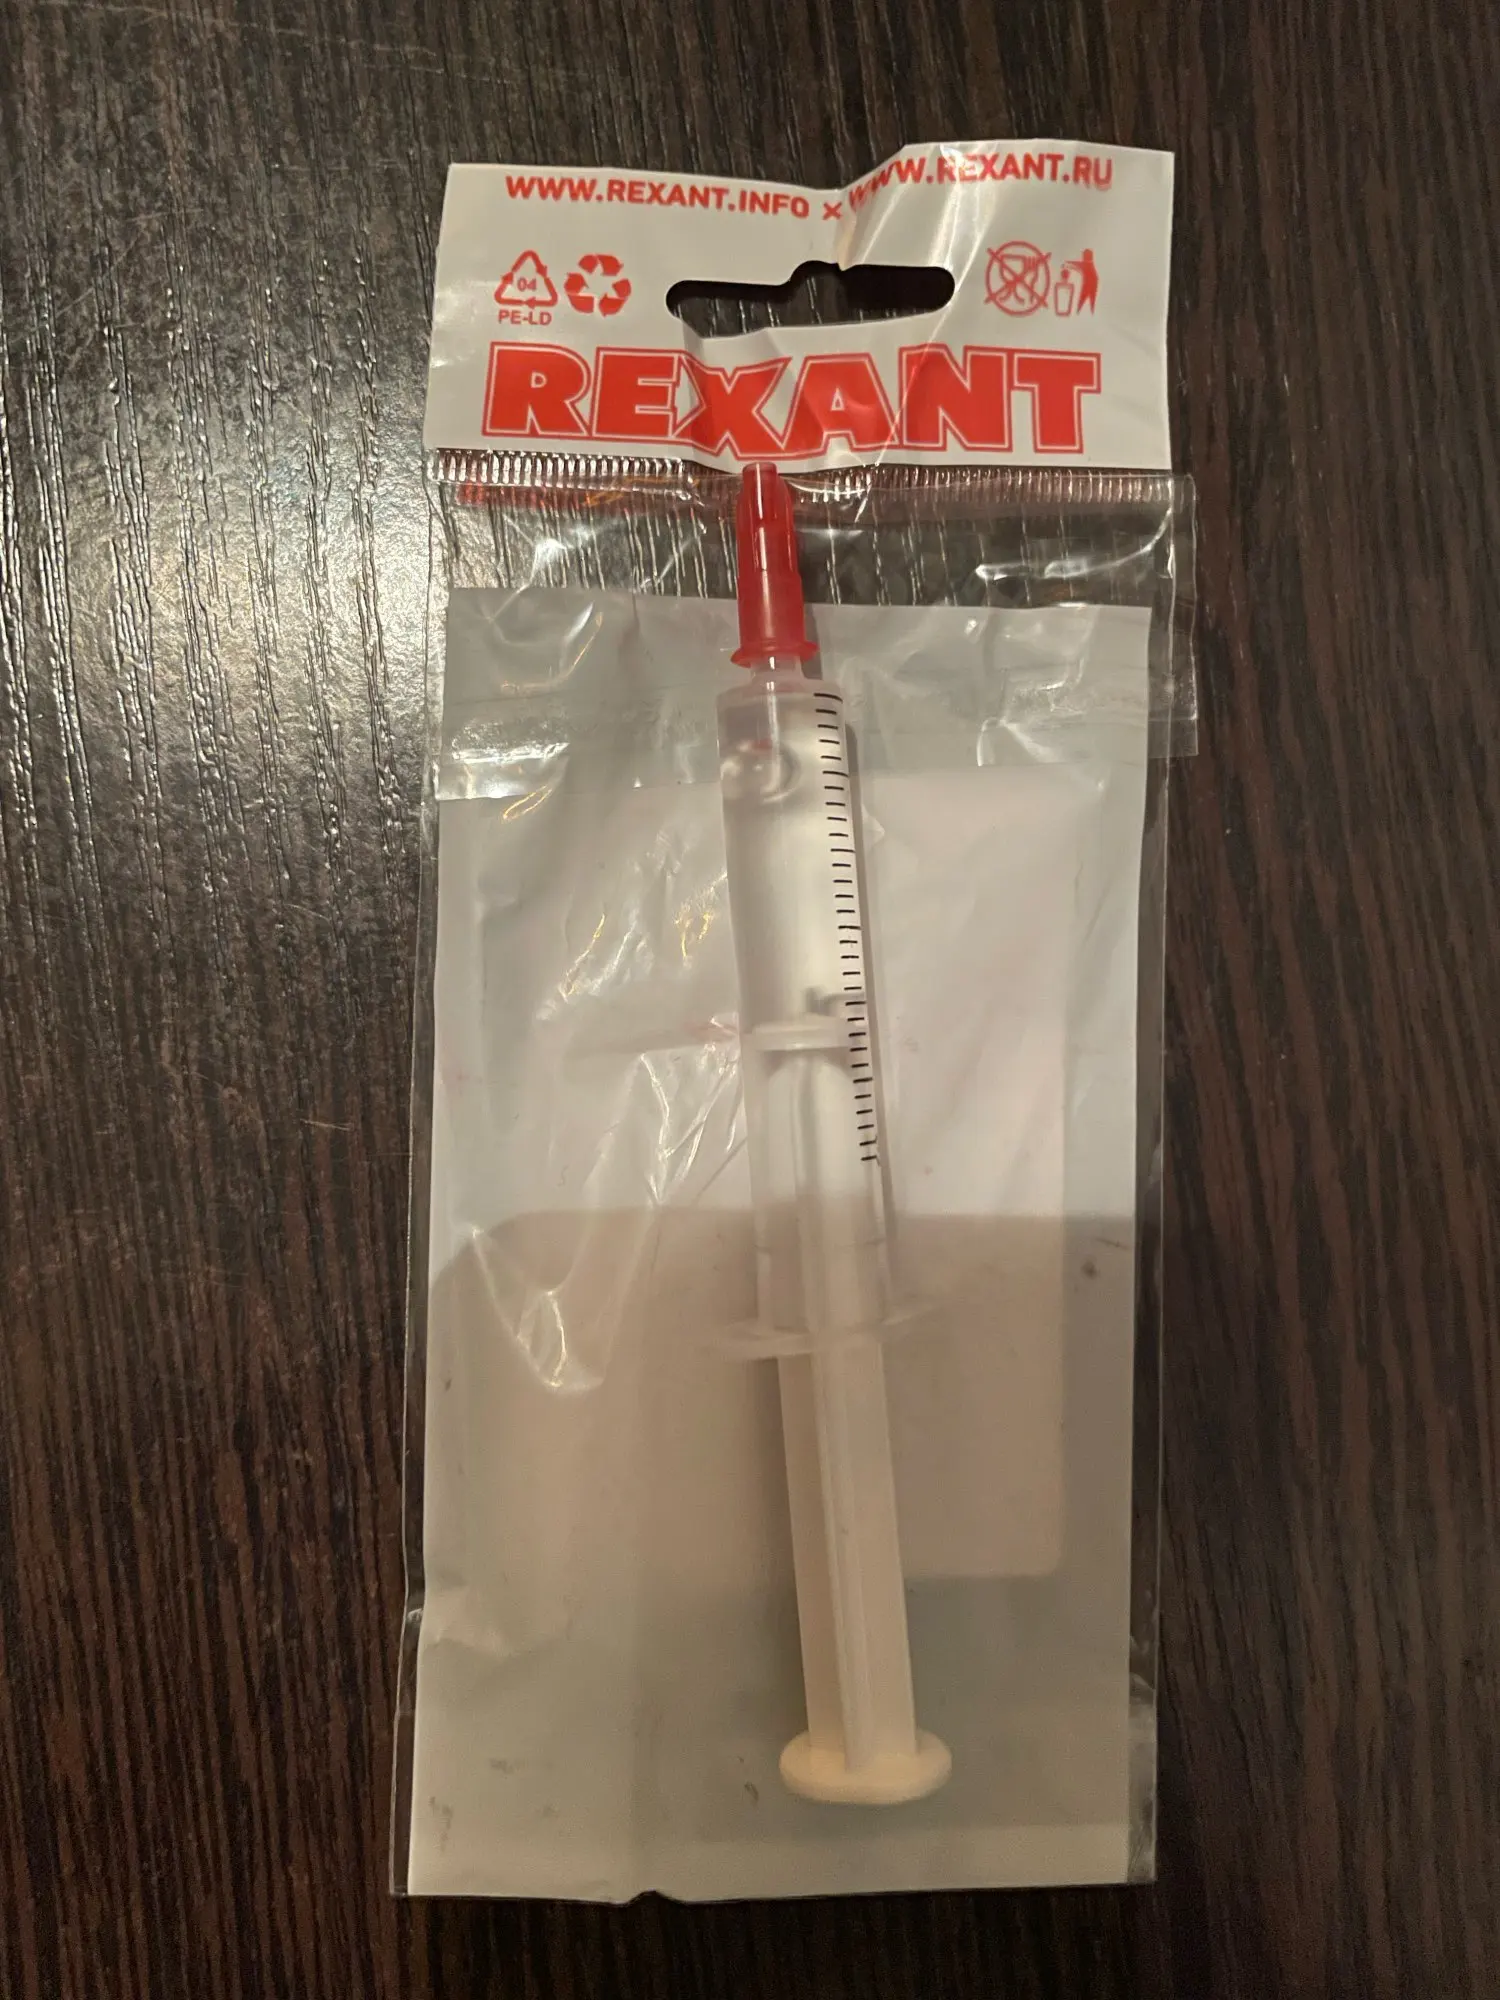 WWW.REXANT.INFO × WWW.REXANT.RU
04
PE-LD
REXANT